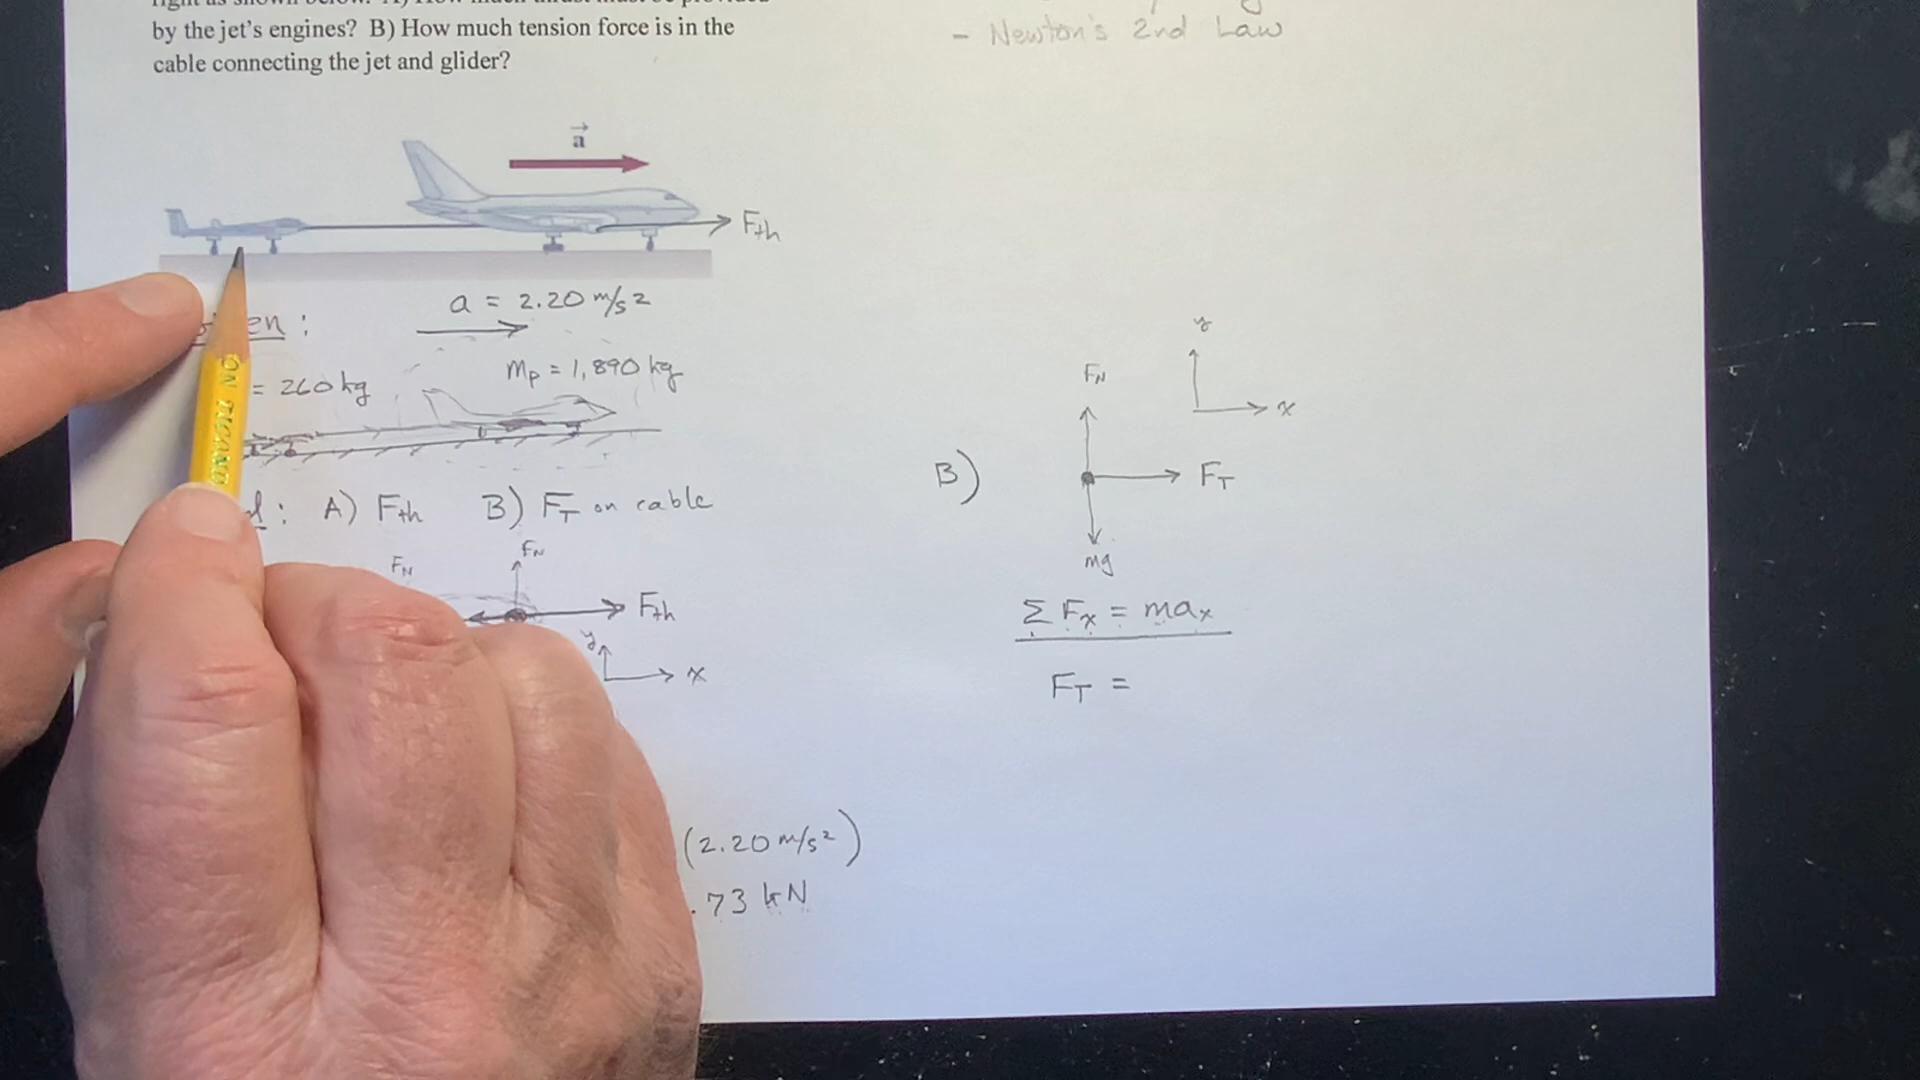 by the jet's engines? B) How much tension force is in the
cable connecting the jet and glider?
a
Fth
a = 2.20 m/s²
mp = 1,890 kg
= 260 kg
A) Fth B) FT on cable
FN
FN
Fth
y
x
(2.20 m/s²)
.73 kN
- Newton's 2nd Law
y
x
FN
B)
FT
mg
Σ Fx = max
FT =
ON TICOND